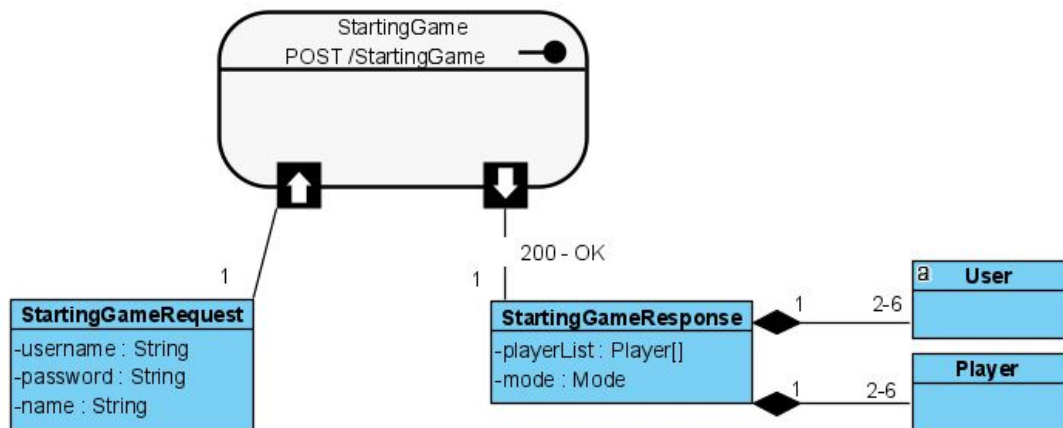 StartingGame
POST /StartingGame
200 - OK
1
1
StartingGameRequest
-username : String
-password : String
-name : String
StartingGameResponse
-playerList : Player[]
-mode : Mode
1
2-6
a
User
1
2-6
Player